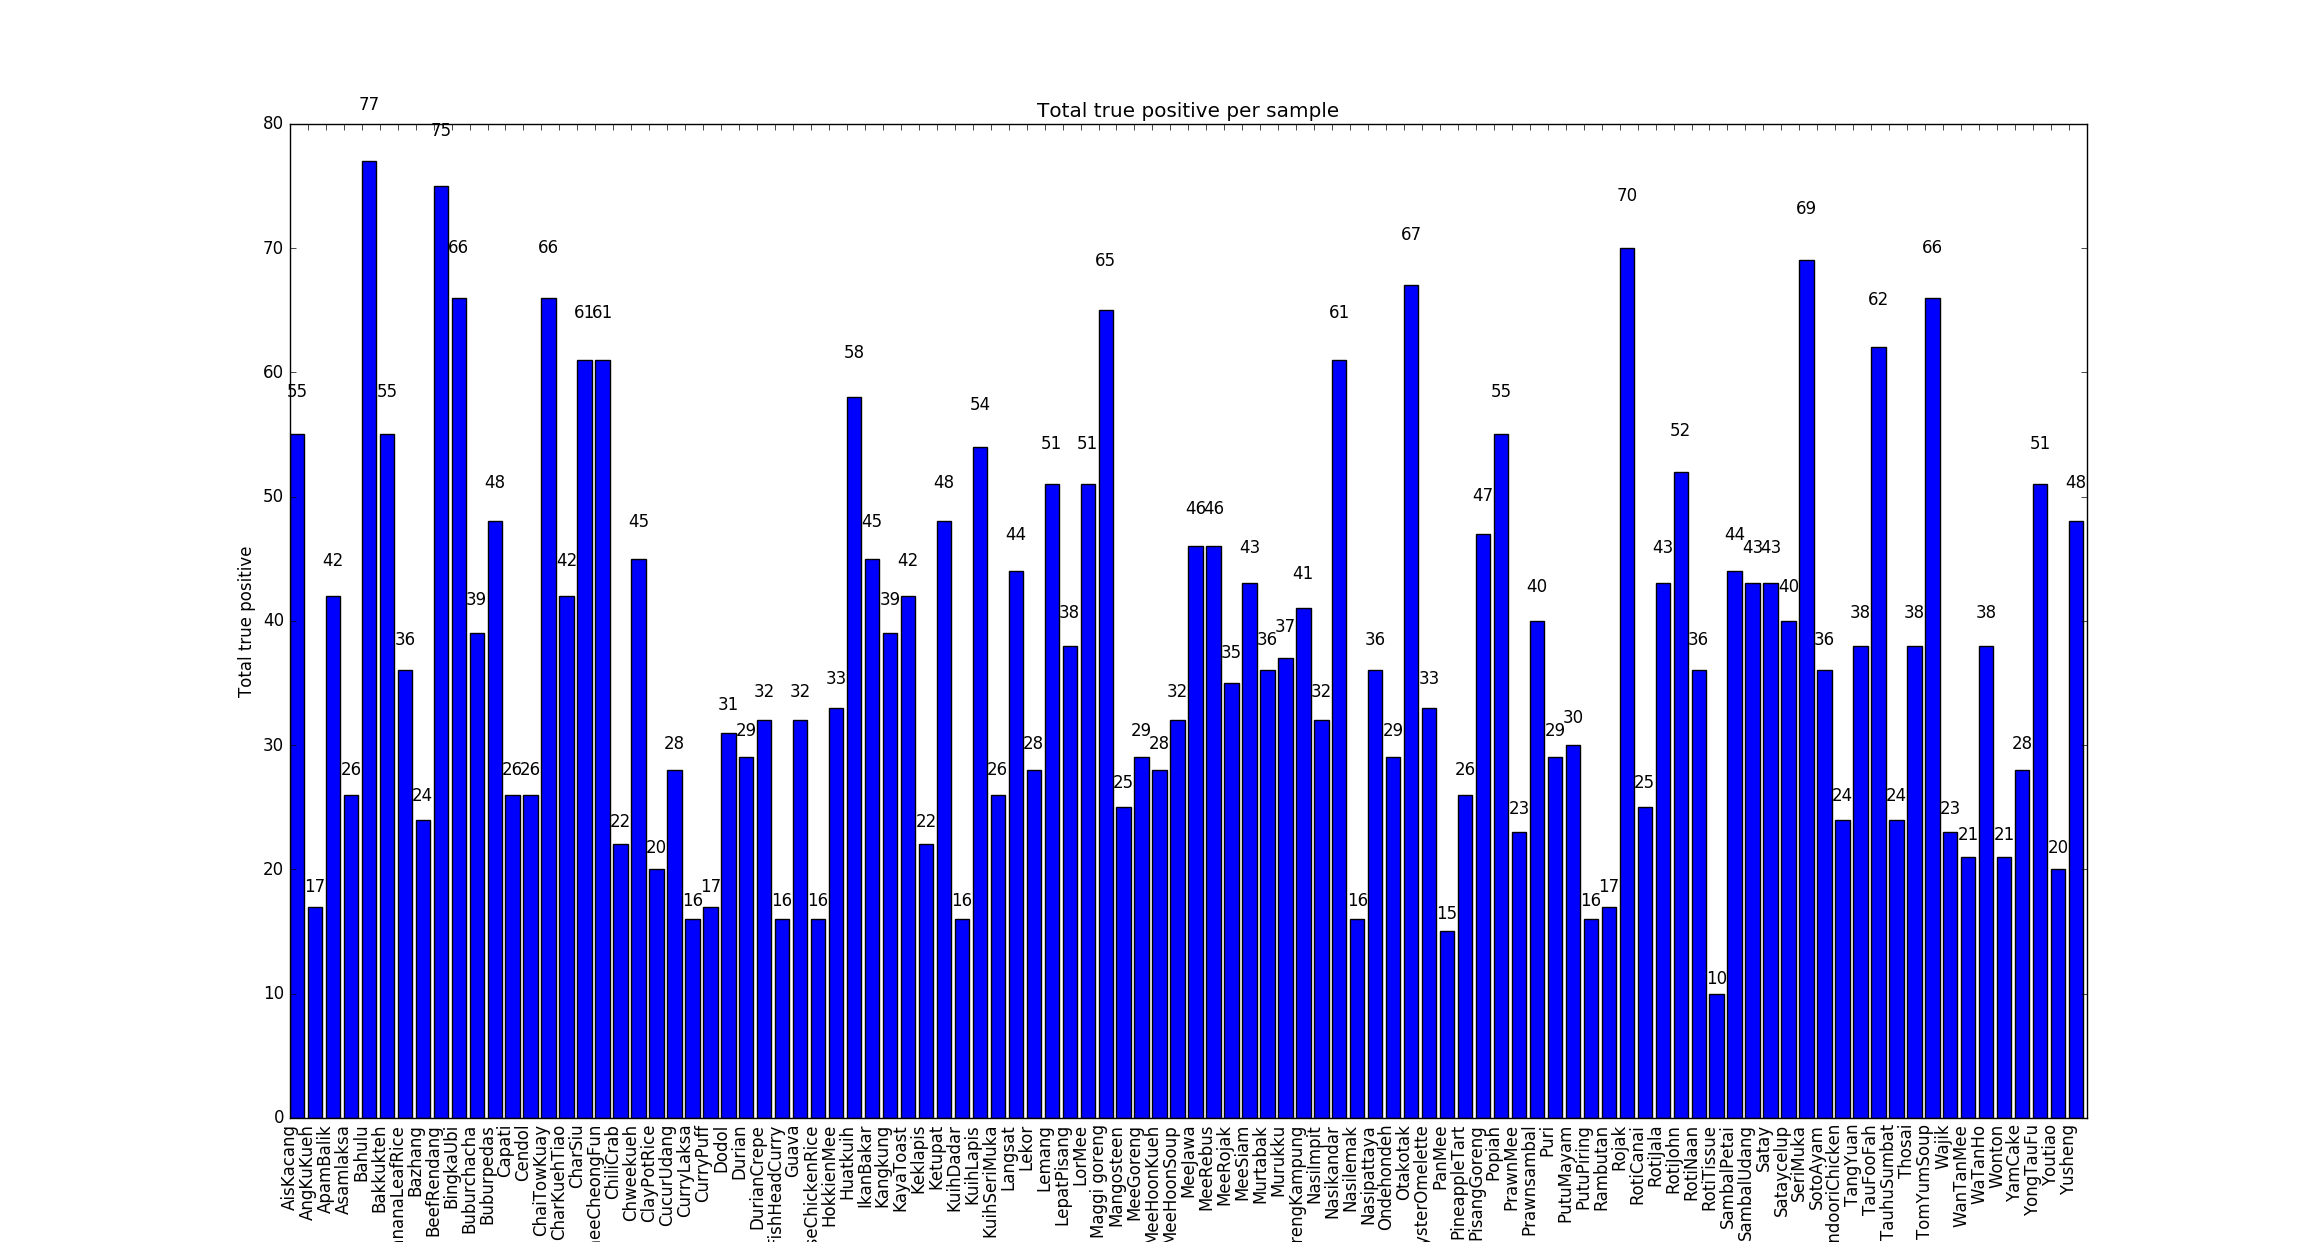 Total true positive per sample
Total true positive
80
70
60
50
40
30
20
10
0
55
17
42
26
77
55
36
24
75
66
39
48
26
26
66
42
61
61
22
45
20
28
16
17
31
29
32
16
32
16
33
58
45
39
42
22
48
16
54
26
44
28
51
38
51
65
25
29
28
32
46
46
35
43
36
37
41
32
61
16
36
29
67
33
15
26
47
55
23
40
29
30
16
17
70
25
43
52
36
10
44
43
43
40
69
36
24
38
62
24
38
66
23
21
38
21
28
51
20
48
AisKacang
AngKuKueh
ApamBalik
Asamlaksa
Bahulu
Bakkukteh
nanaLeafRice
Bazhang
BeefRendang
BingkaUbi
Buburchacha
Buburpedas
Capati
Cendol
ChaiTowKuay
CharKuehTiao
CharSiu
eeCheongFun
ChiliCrab
Chweekueh
ClayPotRice
CucurUdang
CurryLaksa
CurryPuff
Dodol
Durian
DurianCrepe
FishHeadCurry
Guava
seChickenRice
HokkienMee
Huatkuih
IkanBakar
Kangkung
KayaToast
Keklapis
Ketupat
KuihDadar
KuihLapis
KuihSeriMuka
Langsat
Lekor
Lemang
LepatPisang
LorMee
Maggi goreng
Mangosteen
MeeGoreng
MeeHoonKueh
MeeHoonSoup
MeeJawa
MeeRebus
MeeRojak
MeeSiam
Murtabak
Murukku
rengKampung
NasiImpit
Nasikandar
Nasilemak
Nasipattaya
Ondehondeh
Otakotak
ysterOmelette
PanMee
PineappleTart
PisangGoreng
Popiah
PrawnMee
Prawnsambal
Puri
PutuMayam
PutuPiring
Rambutan
Rojak
RotiCanai
RotiJala
RotiJohn
RotiNaan
RotiTissue
SambalPetai
SambalUdang
Satay
Sataycelup
SeriMuka
SotoAyam
ndooriChicken
TangYuan
TauFooFah
TauhuSumbat
Thosai
TomYumSoup
Wajik
WanTanMee
WaTanHo
Wonton
YamCake
YongTauFu
Youtiao
Yusheng